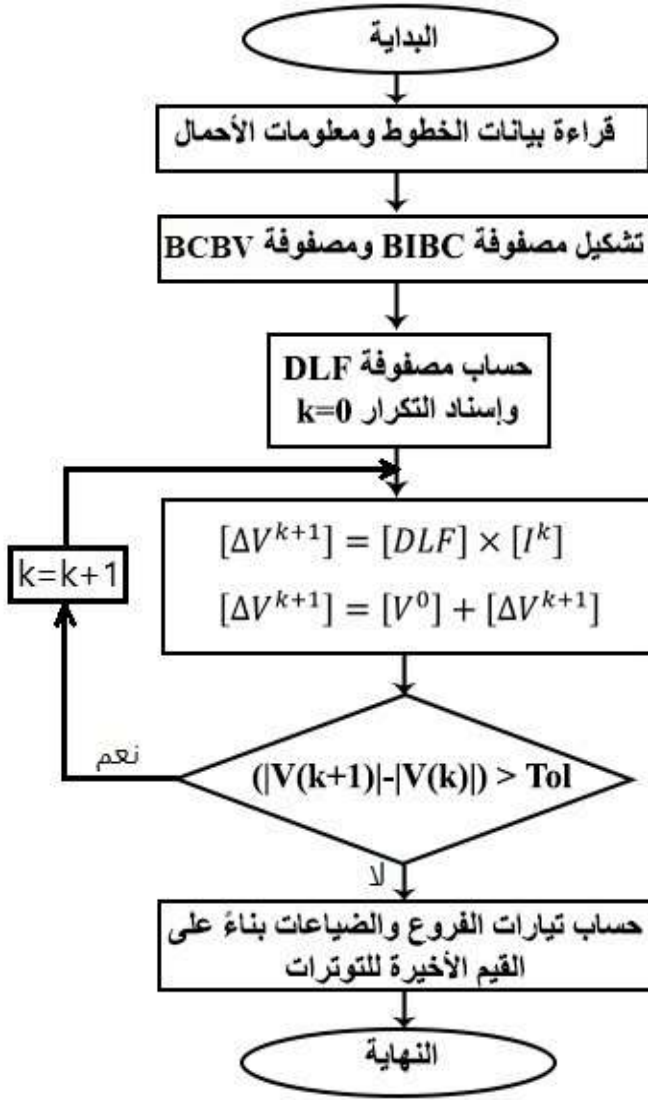 البداية
قراءة بيانات الخطوط ومعلومات الأحمال
تشكيل مصفوفة BIBC ومصفوفة BCBV
حساب مصفوفة DLF
وإسناد التكرار k=0
[ΔV^{k+1}] = [DLF] × [I^k]
k=k+1
[ΔV^{k+1}] = [V^0] + [ΔV^{k+1}]
نعم
(|V(k+1)|-|V(k)|) > Tol
لا
حساب تيارات الفروع والضياعات بناءً على
القيم الأخيرة للتوترات
النهاية